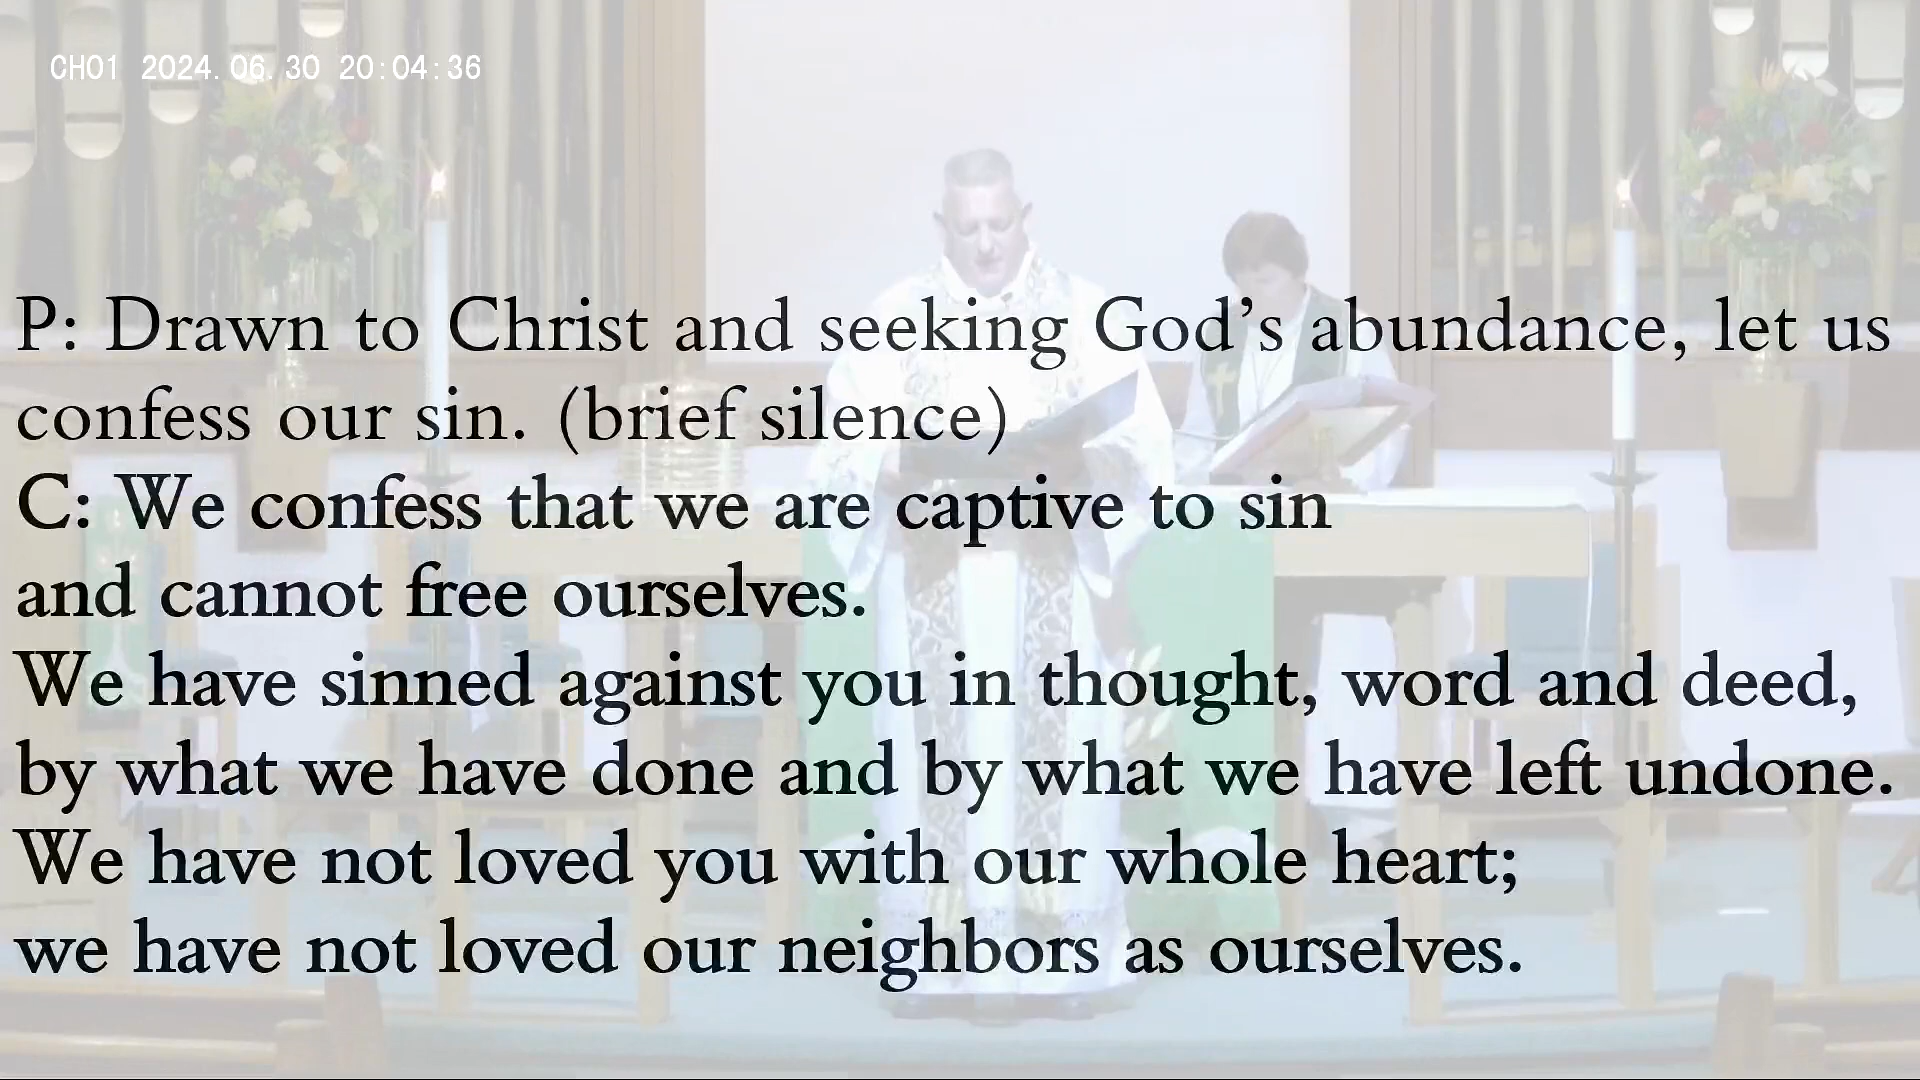 CH01 2024.06.30 20:04:36
P: Drawn to Christ and seeking God’s abundance, let us
confess our sin. (brief silence)
C: We confess that we are captive to sin
and cannot free ourselves.
We have sinned against you in thought, word and deed,
by what we have done and by what we have left undone.
We have not loved you with our whole heart;
we have not loved our neighbors as ourselves.